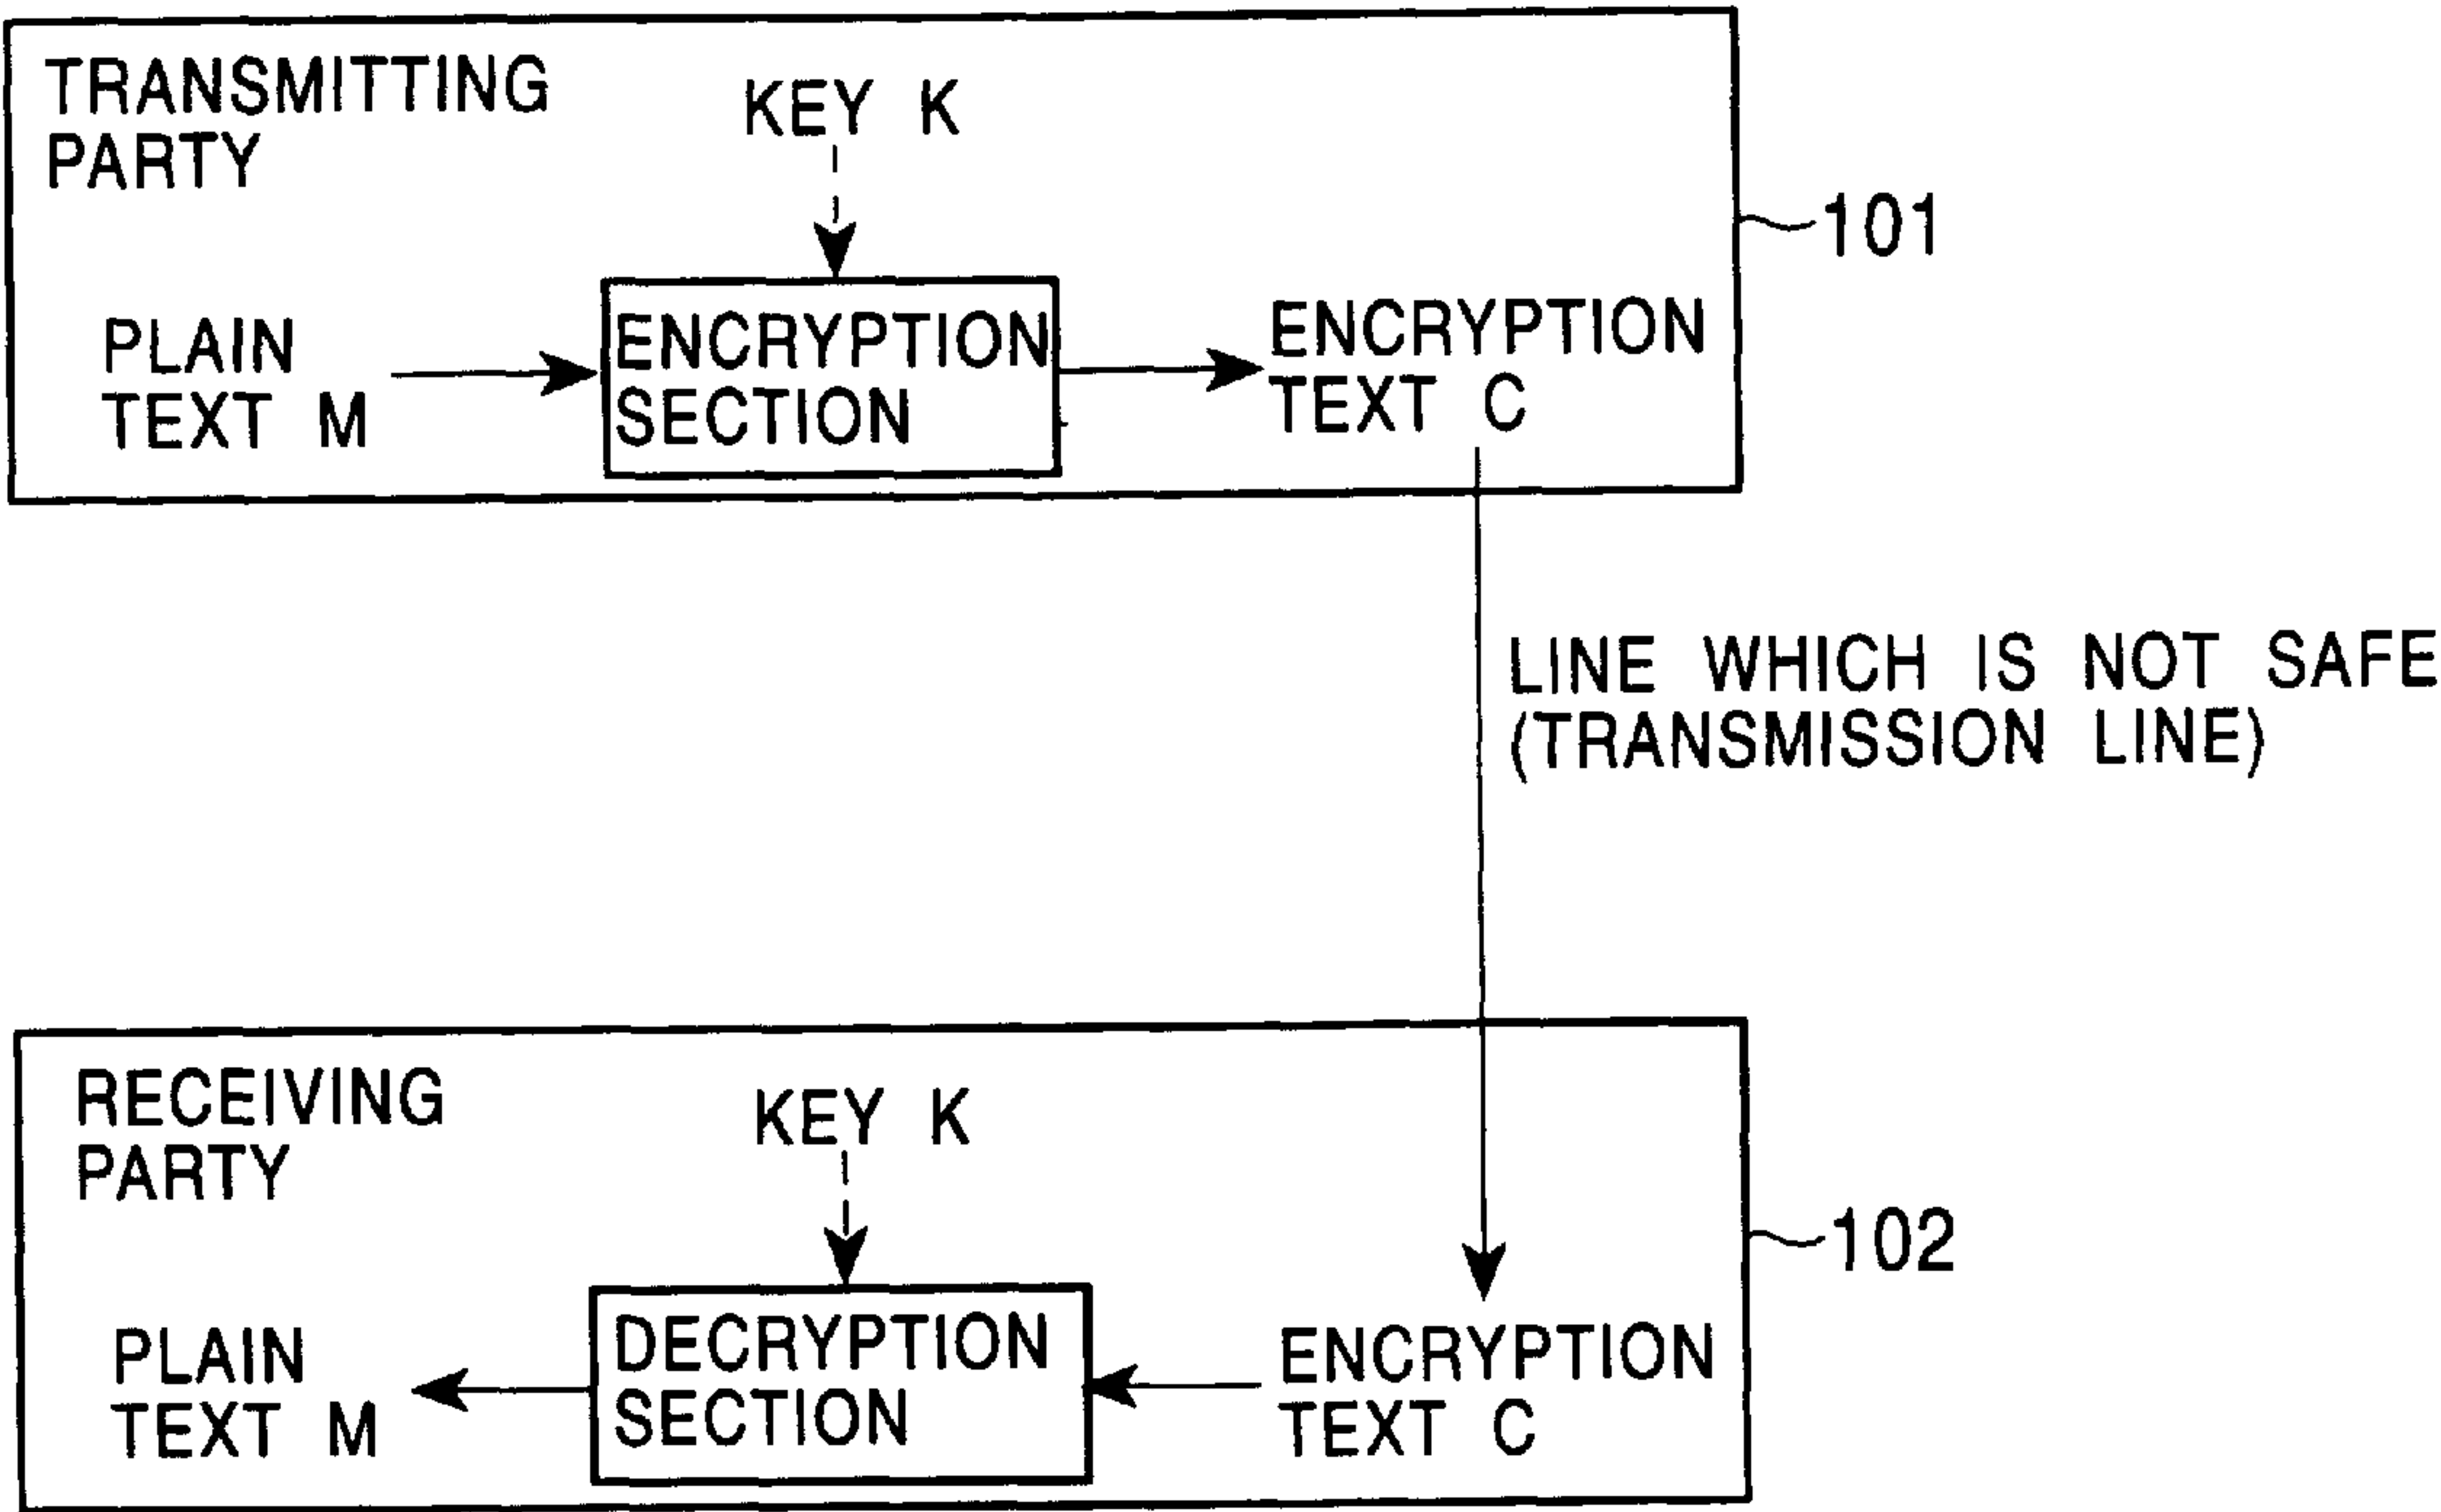 TRANSMITTING
PARTY
KEY K
101
PLAIN
TEXT M
ENCRYPTION
SECTION
ENCRYPTION
TEXT C
LINE WHICH IS NOT SAFE
(TRANSMISSION LINE)
RECEIVING
PARTY
KEY K
102
PLAIN
TEXT M
DECRYPTION
SECTION
ENCRYPTION
TEXT C